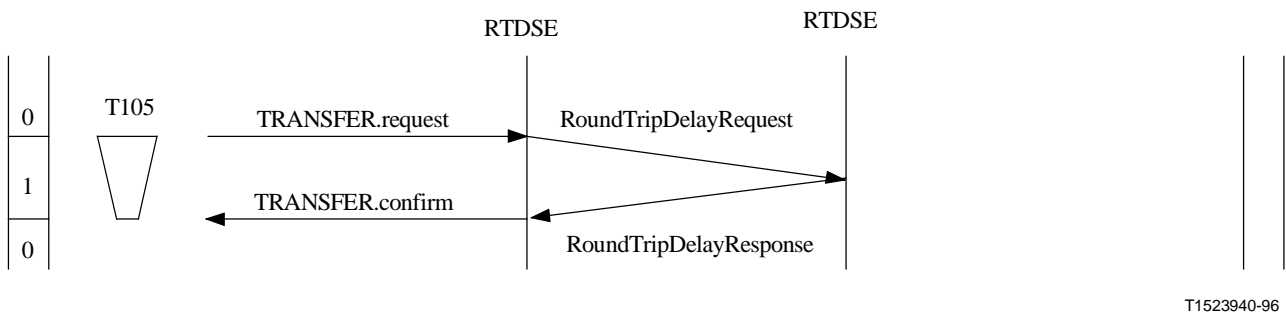 RTDSE
RTDSE
T105
0
TRANSFER.request
RoundTripDelayRequest
1
TRANSFER.confirm
0
RoundTripDelayResponse
T1523940-96